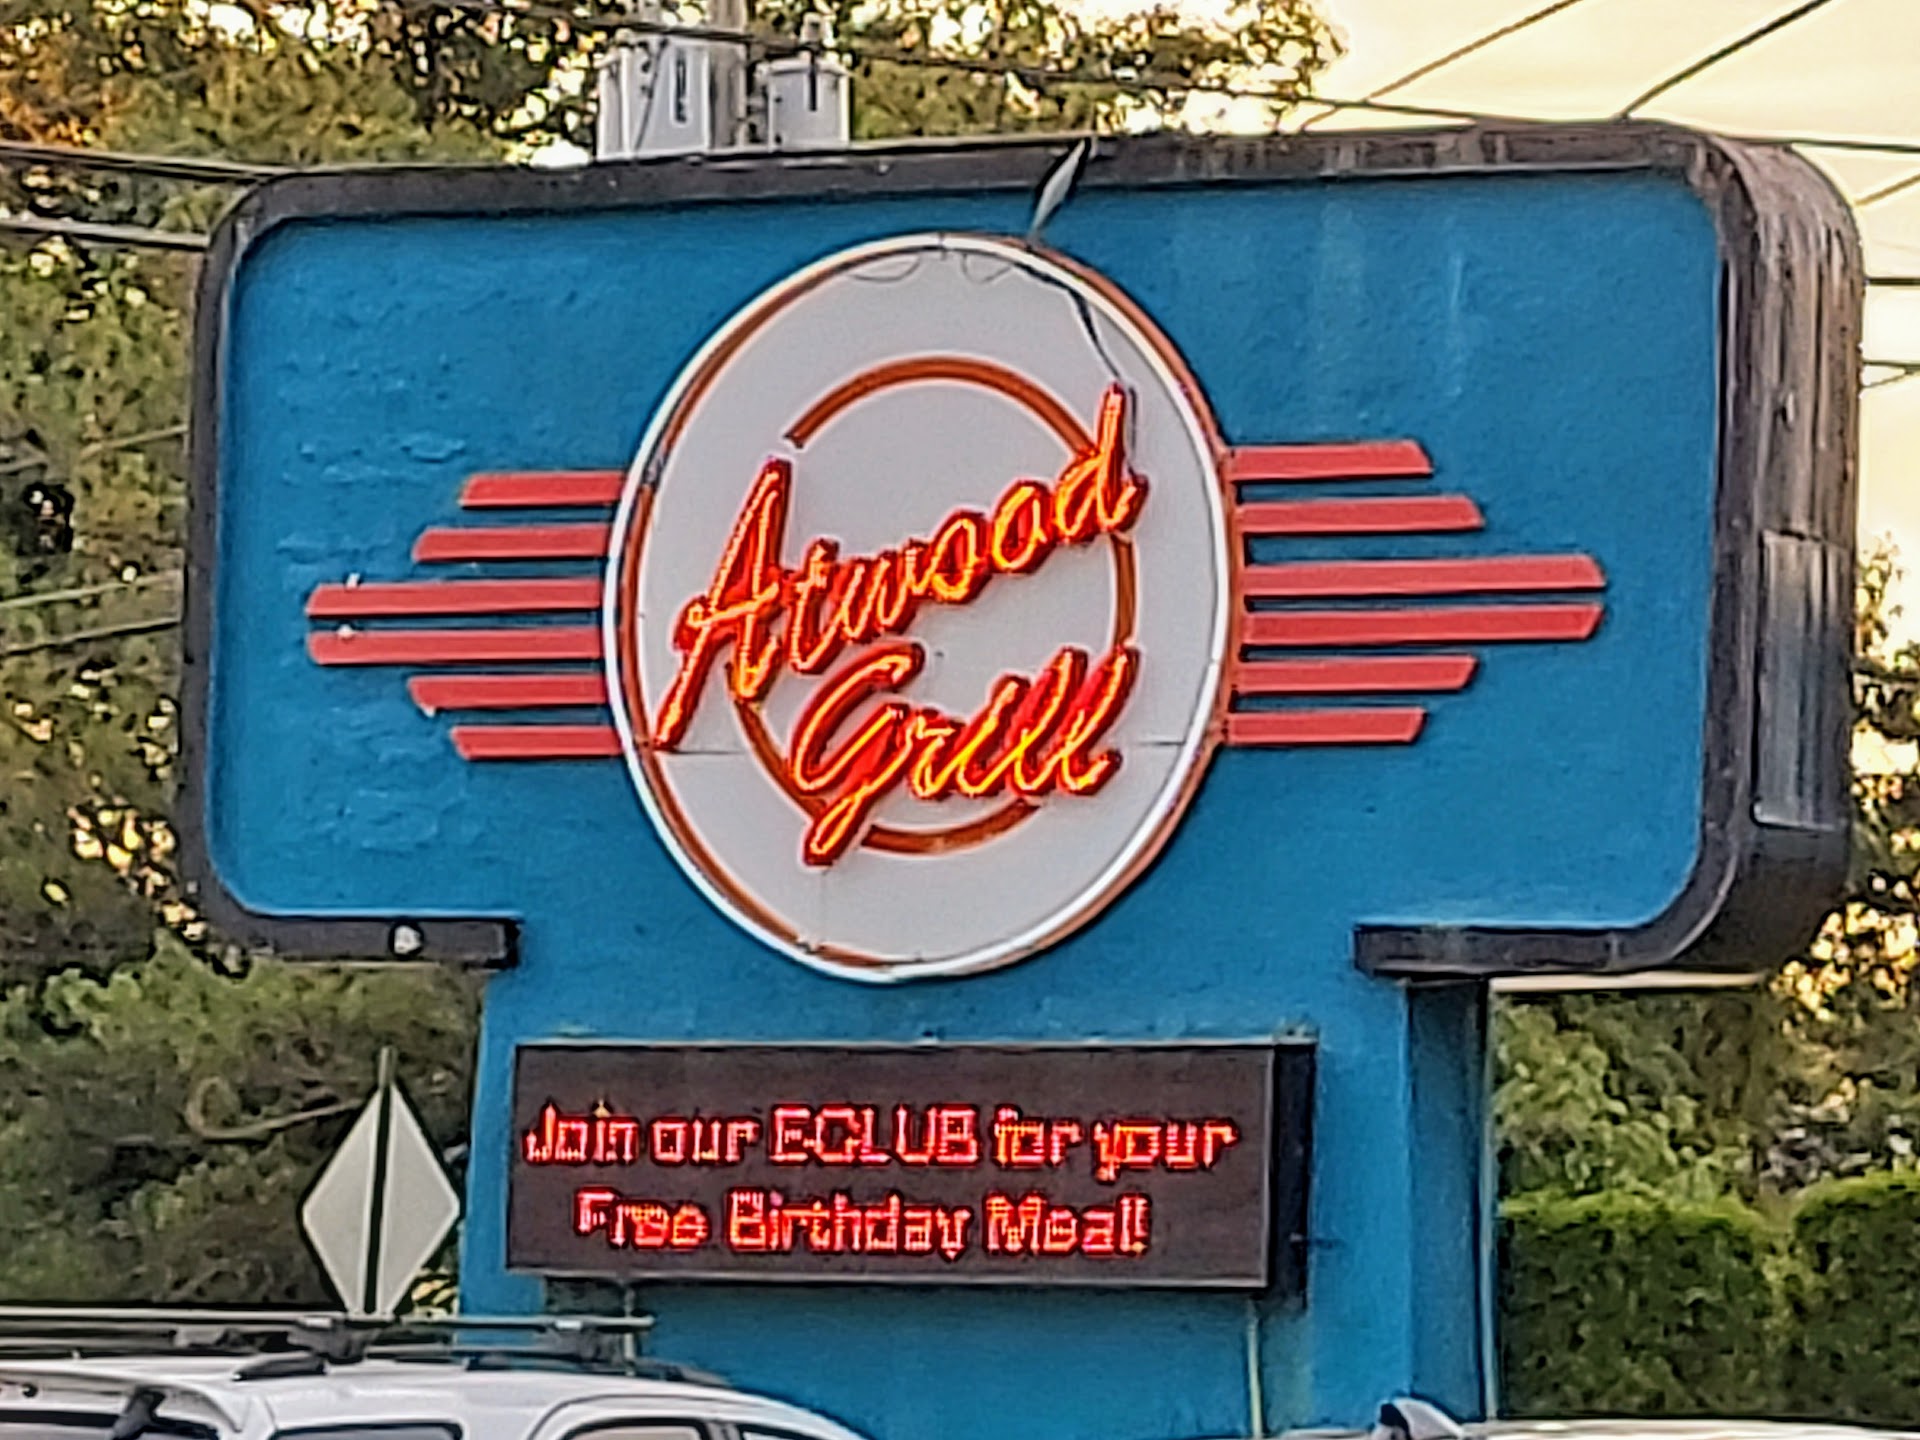 Atwood
Grill
Join our ECLUB for your
Free Birthday Meal!